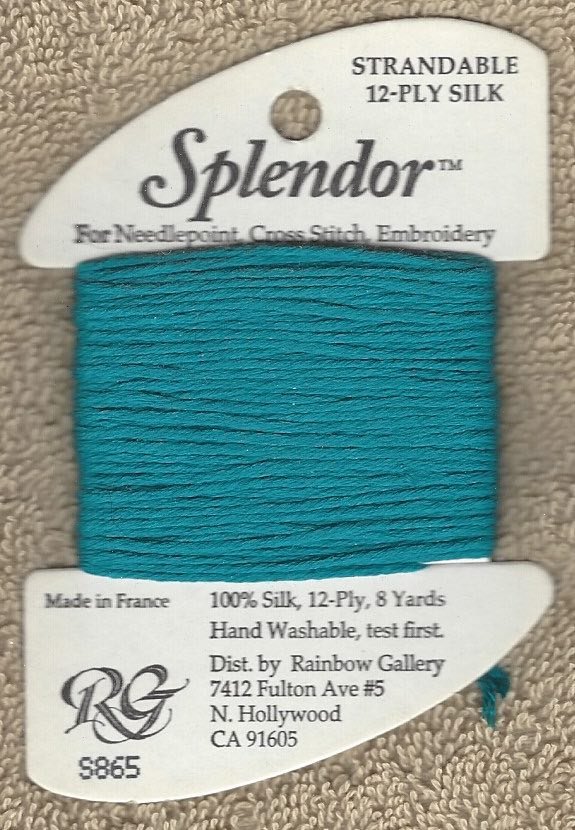 STRANDABLE
12-PLY SILK
Splendor™
For Needlepoint, Cross Stitch, Embroidery
Made in France
100% Silk, 12-Ply, 8 Yards
Hand Washable, test first.
Dist. by Rainbow Gallery
7412 Fulton Ave #5
N. Hollywood
CA 91605
RG
S865